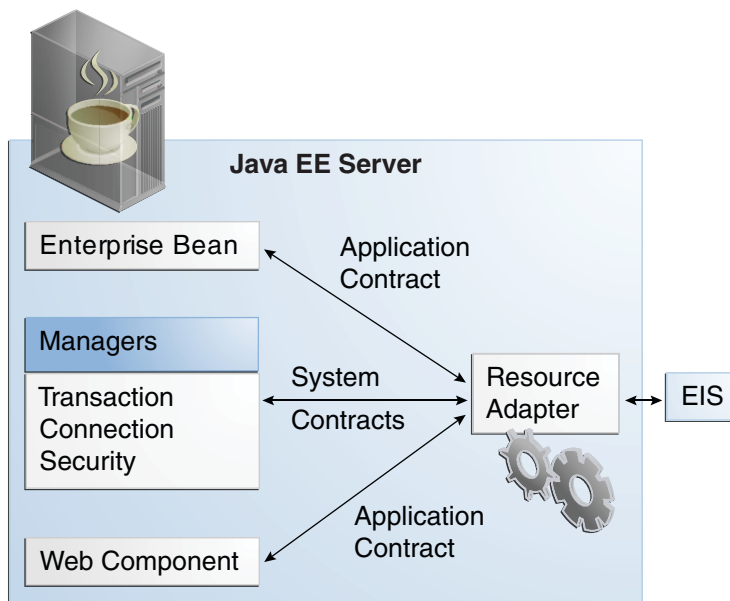 Java EE Server
Enterprise Bean
Application
Contract
Managers
Transaction
Connection
Security
System
Contracts
Resource
Adapter
EIS
Application
Contract
Web Component